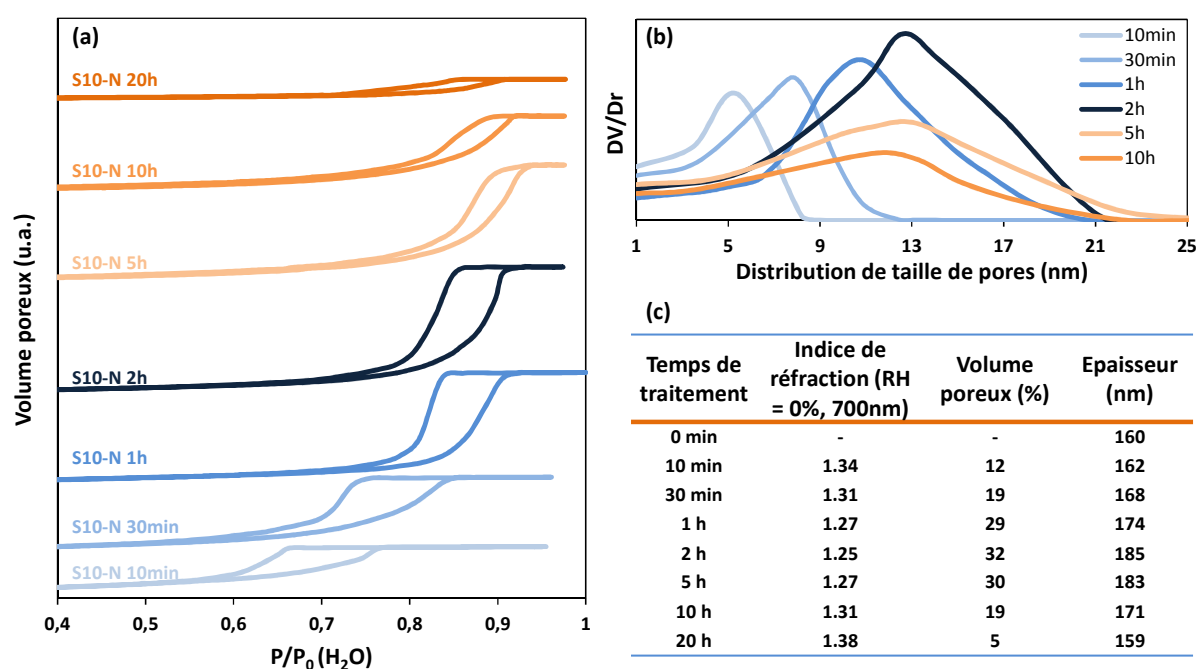 (a)
S10-N 20h
S10-N 10h
S10-N 5h
S10-N 2h
S10-N 1h
S10-N 30min
S10-N 10min
Volume poreux (u.a.)
0,4 0,5 0,6 0,7 0,8 0,9 1
P/P0 (H2O)
(b)
10min
30min
1h
2h
5h
10h
DV/Dr
1 5 9 13 17 21 25
Distribution de taille de pores (nm)
(c)
Temps de traitement
Indice de réfraction (RH = 0%, 700nm)
Volume poreux (%)
Epaisseur (nm)
0 min - - 160
10 min 1.34 12 162
30 min 1.31 19 168
1 h 1.27 29 174
2 h 1.25 32 185
5 h 1.27 30 183
10 h 1.31 19 171
20 h 1.38 5 159